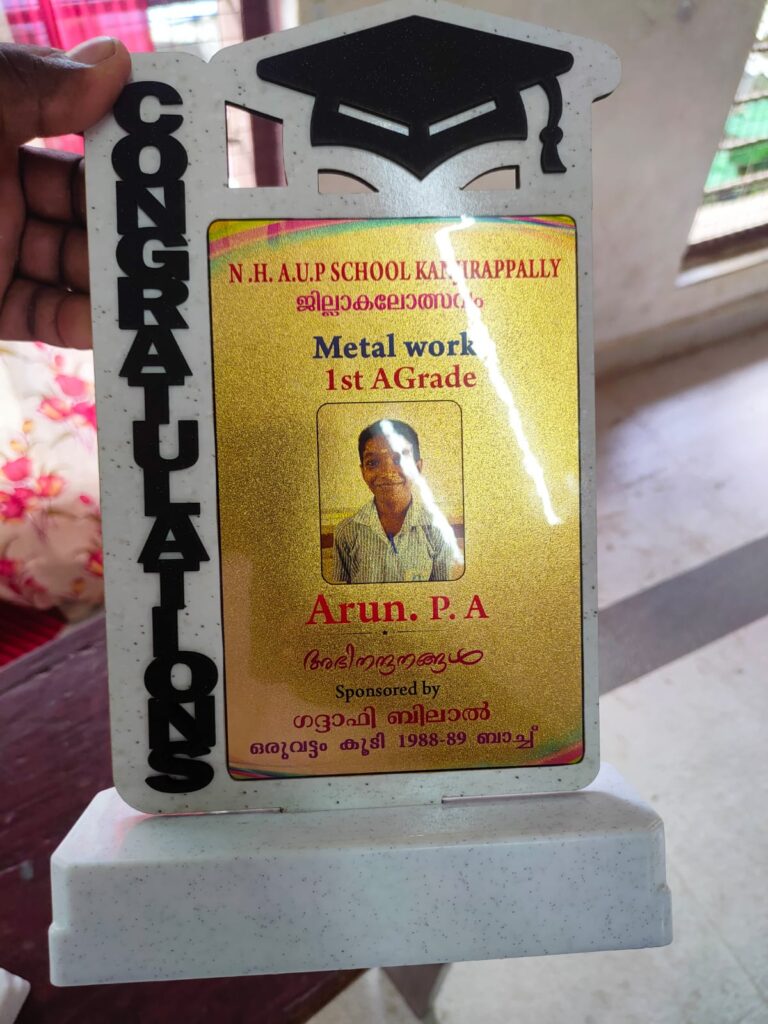 CONGRATULATIONS
N .H. A.U.P SCHOOL KANJIRAPPALLY
ജില്ലാകലോത്സവം
Metal work
1st AGrade
Arun. P. A
അഭിനന്ദനങ്ങൾ
Sponsored by
ഗദ്ദാഫി ബിലാൽ
ഒരുവട്ടം കൂടി 1988-89 ബാച്ച്